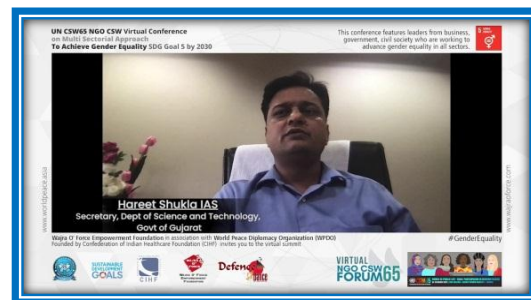 UN CSW65 NGO CSW Virtual Conference
on Multi Sectorial Approach
To Achieve Gender Equality SDG Goal 5 by 2030
This conference features leaders from business,
government, civil society who are working to
advance gender equality in all sectors.
5
www.worldpeace.asia
www.wajraoforce.com
Hareet Shukla IAS
Secretary, Dept of Science and Technology,
Govt of Gujarat
Wajra O' Force Empowerment Foundation in association with World Peace Diplomacy Organization (WPDO)
Founded by Confederation of Indian Healthcare Foundation (CIHF) invites you to the virtual summit
#GenderEquality
SUSTAINABLE
DEVELOPMENT
GOALS
CIHF
Defence
VIRTUAL
NGO CSW
FORUM65